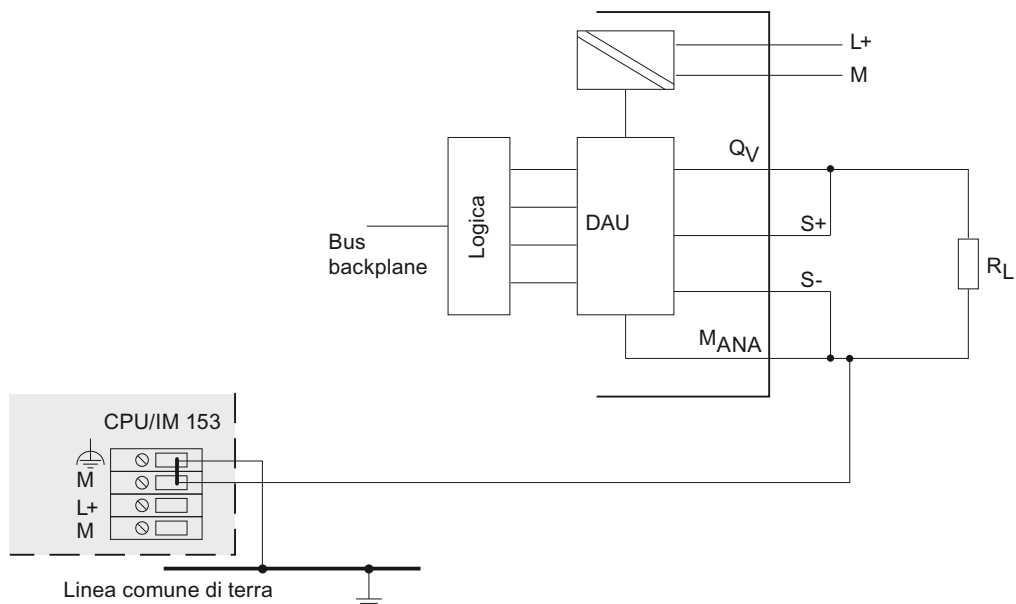 L+
M
QV
Logica
DAU
S+
Bus
backplane
RL
S-
MANA
CPU/IM 153
M
L+
M
Linea comune di terra